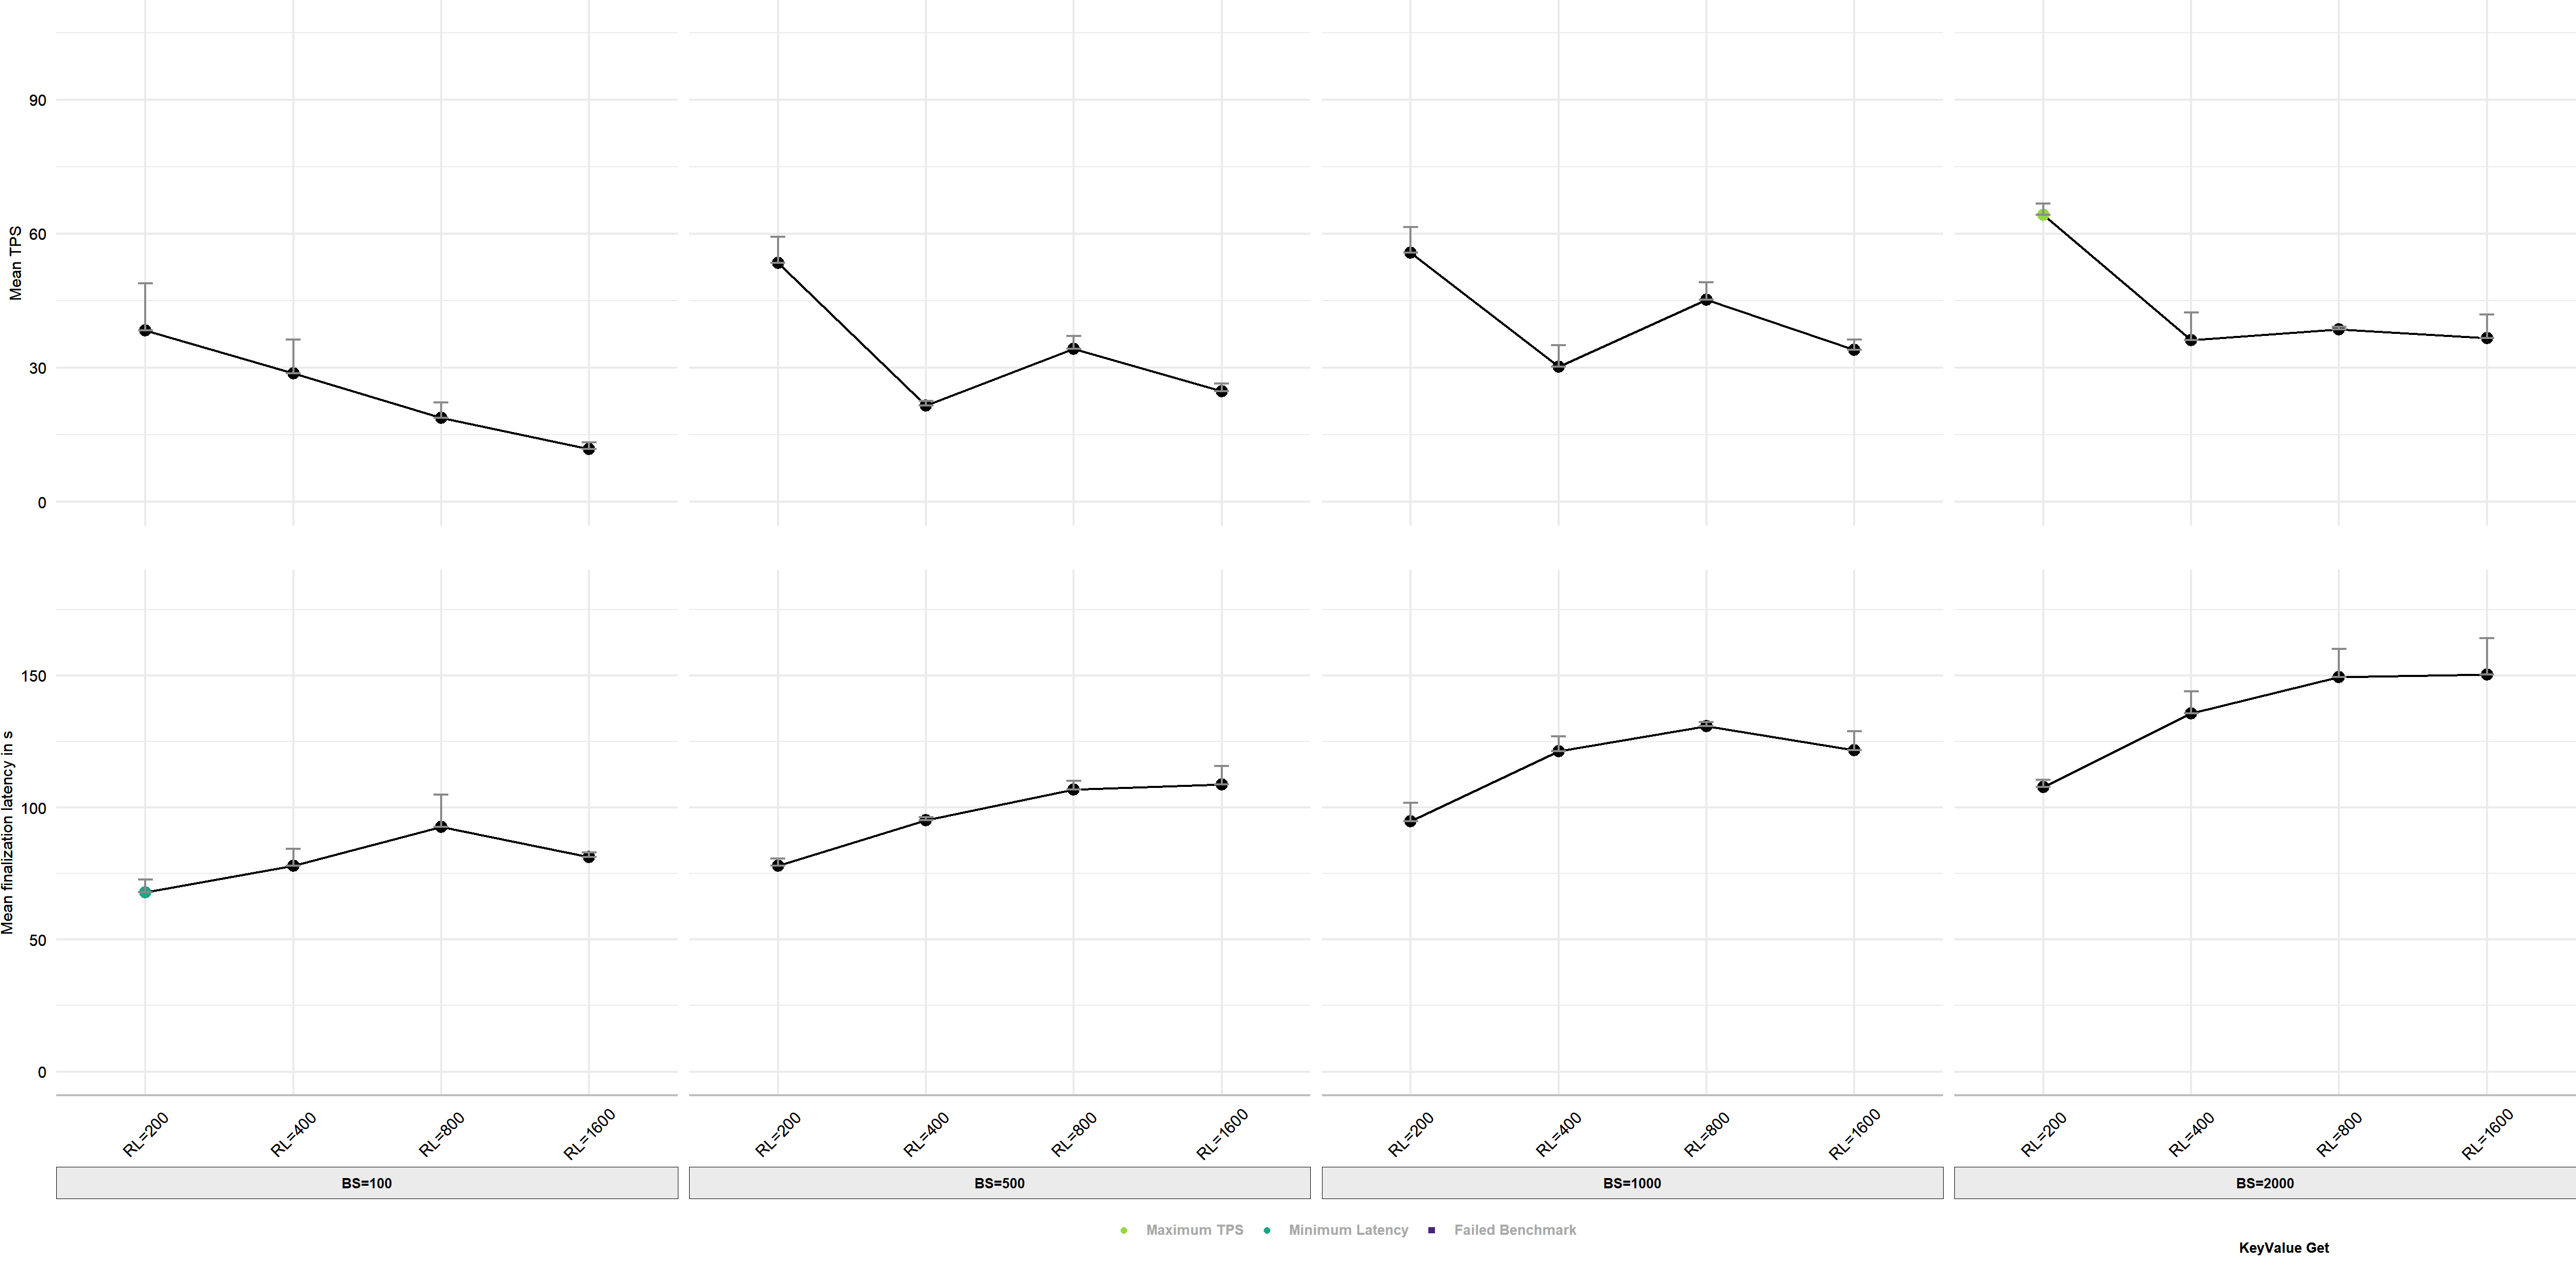 Mean TPS
90
60
30
0
Mean finalization latency in s
150
100
50
0
RL=200 RL=400 RL=800 RL=1600 RL=200 RL=400 RL=800 RL=1600 RL=200 RL=400 RL=800 RL=1600 RL=200 RL=400 RL=800 RL=1600
BS=100 BS=500 BS=1000 BS=2000
Maximum TPS Minimum Latency Failed Benchmark
KeyValue Get